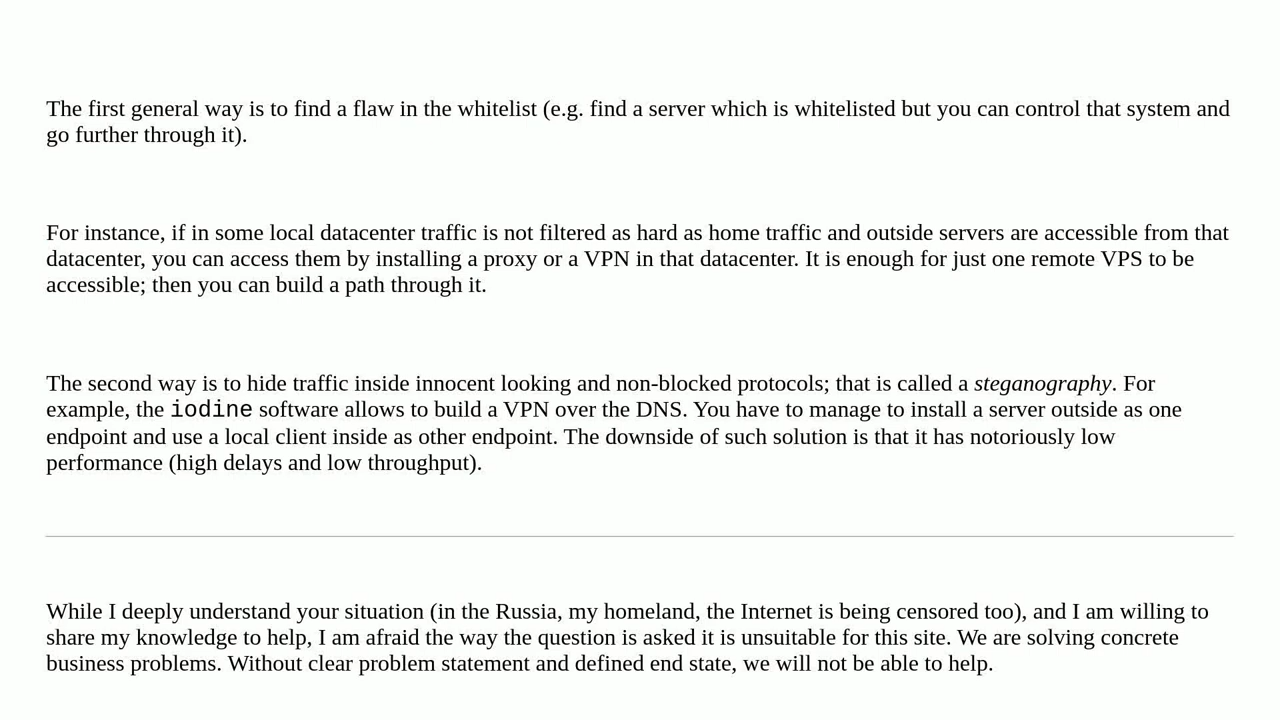 The first general way is to find a flaw in the whitelist (e.g. find a server which is whitelisted but you can control that system and
go further through it).
For instance, if in some local datacenter traffic is not filtered as hard as home traffic and outside servers are accessible from that
datacenter, you can access them by installing a proxy or a VPN in that datacenter. It is enough for just one remote VPS to be
accessible; then you can build a path through it.
The second way is to hide traffic inside innocent looking and non-blocked protocols; that is called a steganography. For
example, the iodine software allows to build a VPN over the DNS. You have to manage to install a server outside as one
endpoint and use a local client inside as other endpoint. The downside of such solution is that it has notoriously low
performance (high delays and low throughput).
While I deeply understand your situation (in the Russia, my homeland, the Internet is being censored too), and I am willing to
share my knowledge to help, I am afraid the way the question is asked it is unsuitable for this site. We are solving concrete
business problems. Without clear problem statement and defined end state, we will not be able to help.